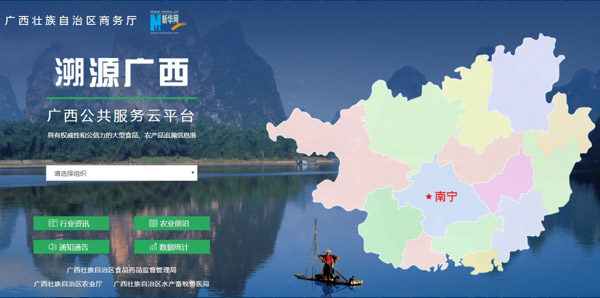 广西壮族自治区商务厅
新华网
溯源广西
广西公共服务云平台
具有权威性和公信力的大型食品、农产品追溯信息港
请选择组织
行业资讯
农业前沿
通知通告
数据统计
广西壮族自治区食品药品监督管理局
广西壮族自治区农业厅 广西壮族自治区水产畜牧兽医局
南宁